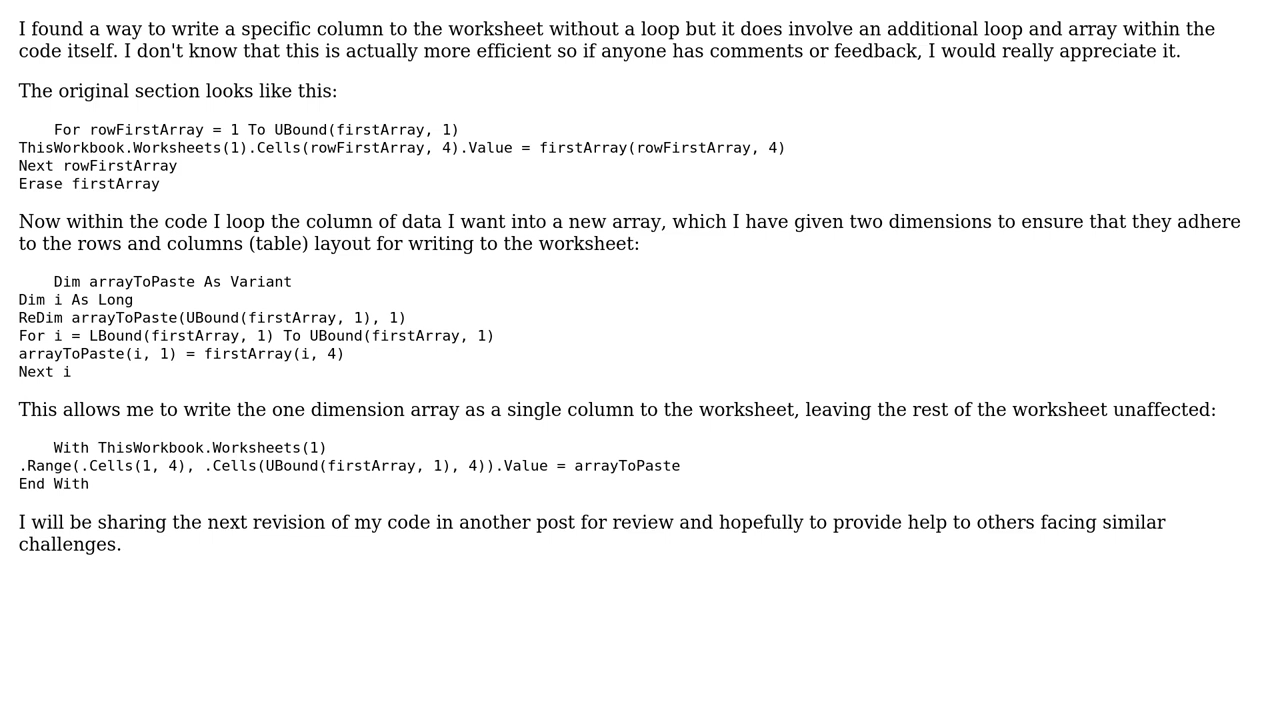 I found a way to write a specific column to the worksheet without a loop but it does involve an additional loop and array within the
code itself. I don't know that this is actually more efficient so if anyone has comments or feedback, I would really appreciate it.
The original section looks like this:
    For rowFirstArray = 1 To UBound(firstArray, 1)
ThisWorkbook.Worksheets(1).Cells(rowFirstArray, 4).Value = firstArray(rowFirstArray, 4)
Next rowFirstArray
Erase firstArray
Now within the code I loop the column of data I want into a new array, which I have given two dimensions to ensure that they adhere
to the rows and columns (table) layout for writing to the worksheet:
    Dim arrayToPaste As Variant
Dim i As Long
ReDim arrayToPaste(UBound(firstArray, 1), 1)
For i = LBound(firstArray, 1) To UBound(firstArray, 1)
arrayToPaste(i, 1) = firstArray(i, 4)
Next i
This allows me to write the one dimension array as a single column to the worksheet, leaving the rest of the worksheet unaffected:
    With ThisWorkbook.Worksheets(1)
.Range(.Cells(1, 4), .Cells(UBound(firstArray, 1), 4)).Value = arrayToPaste
End With
I will be sharing the next revision of my code in another post for review and hopefully to provide help to others facing similar
challenges.